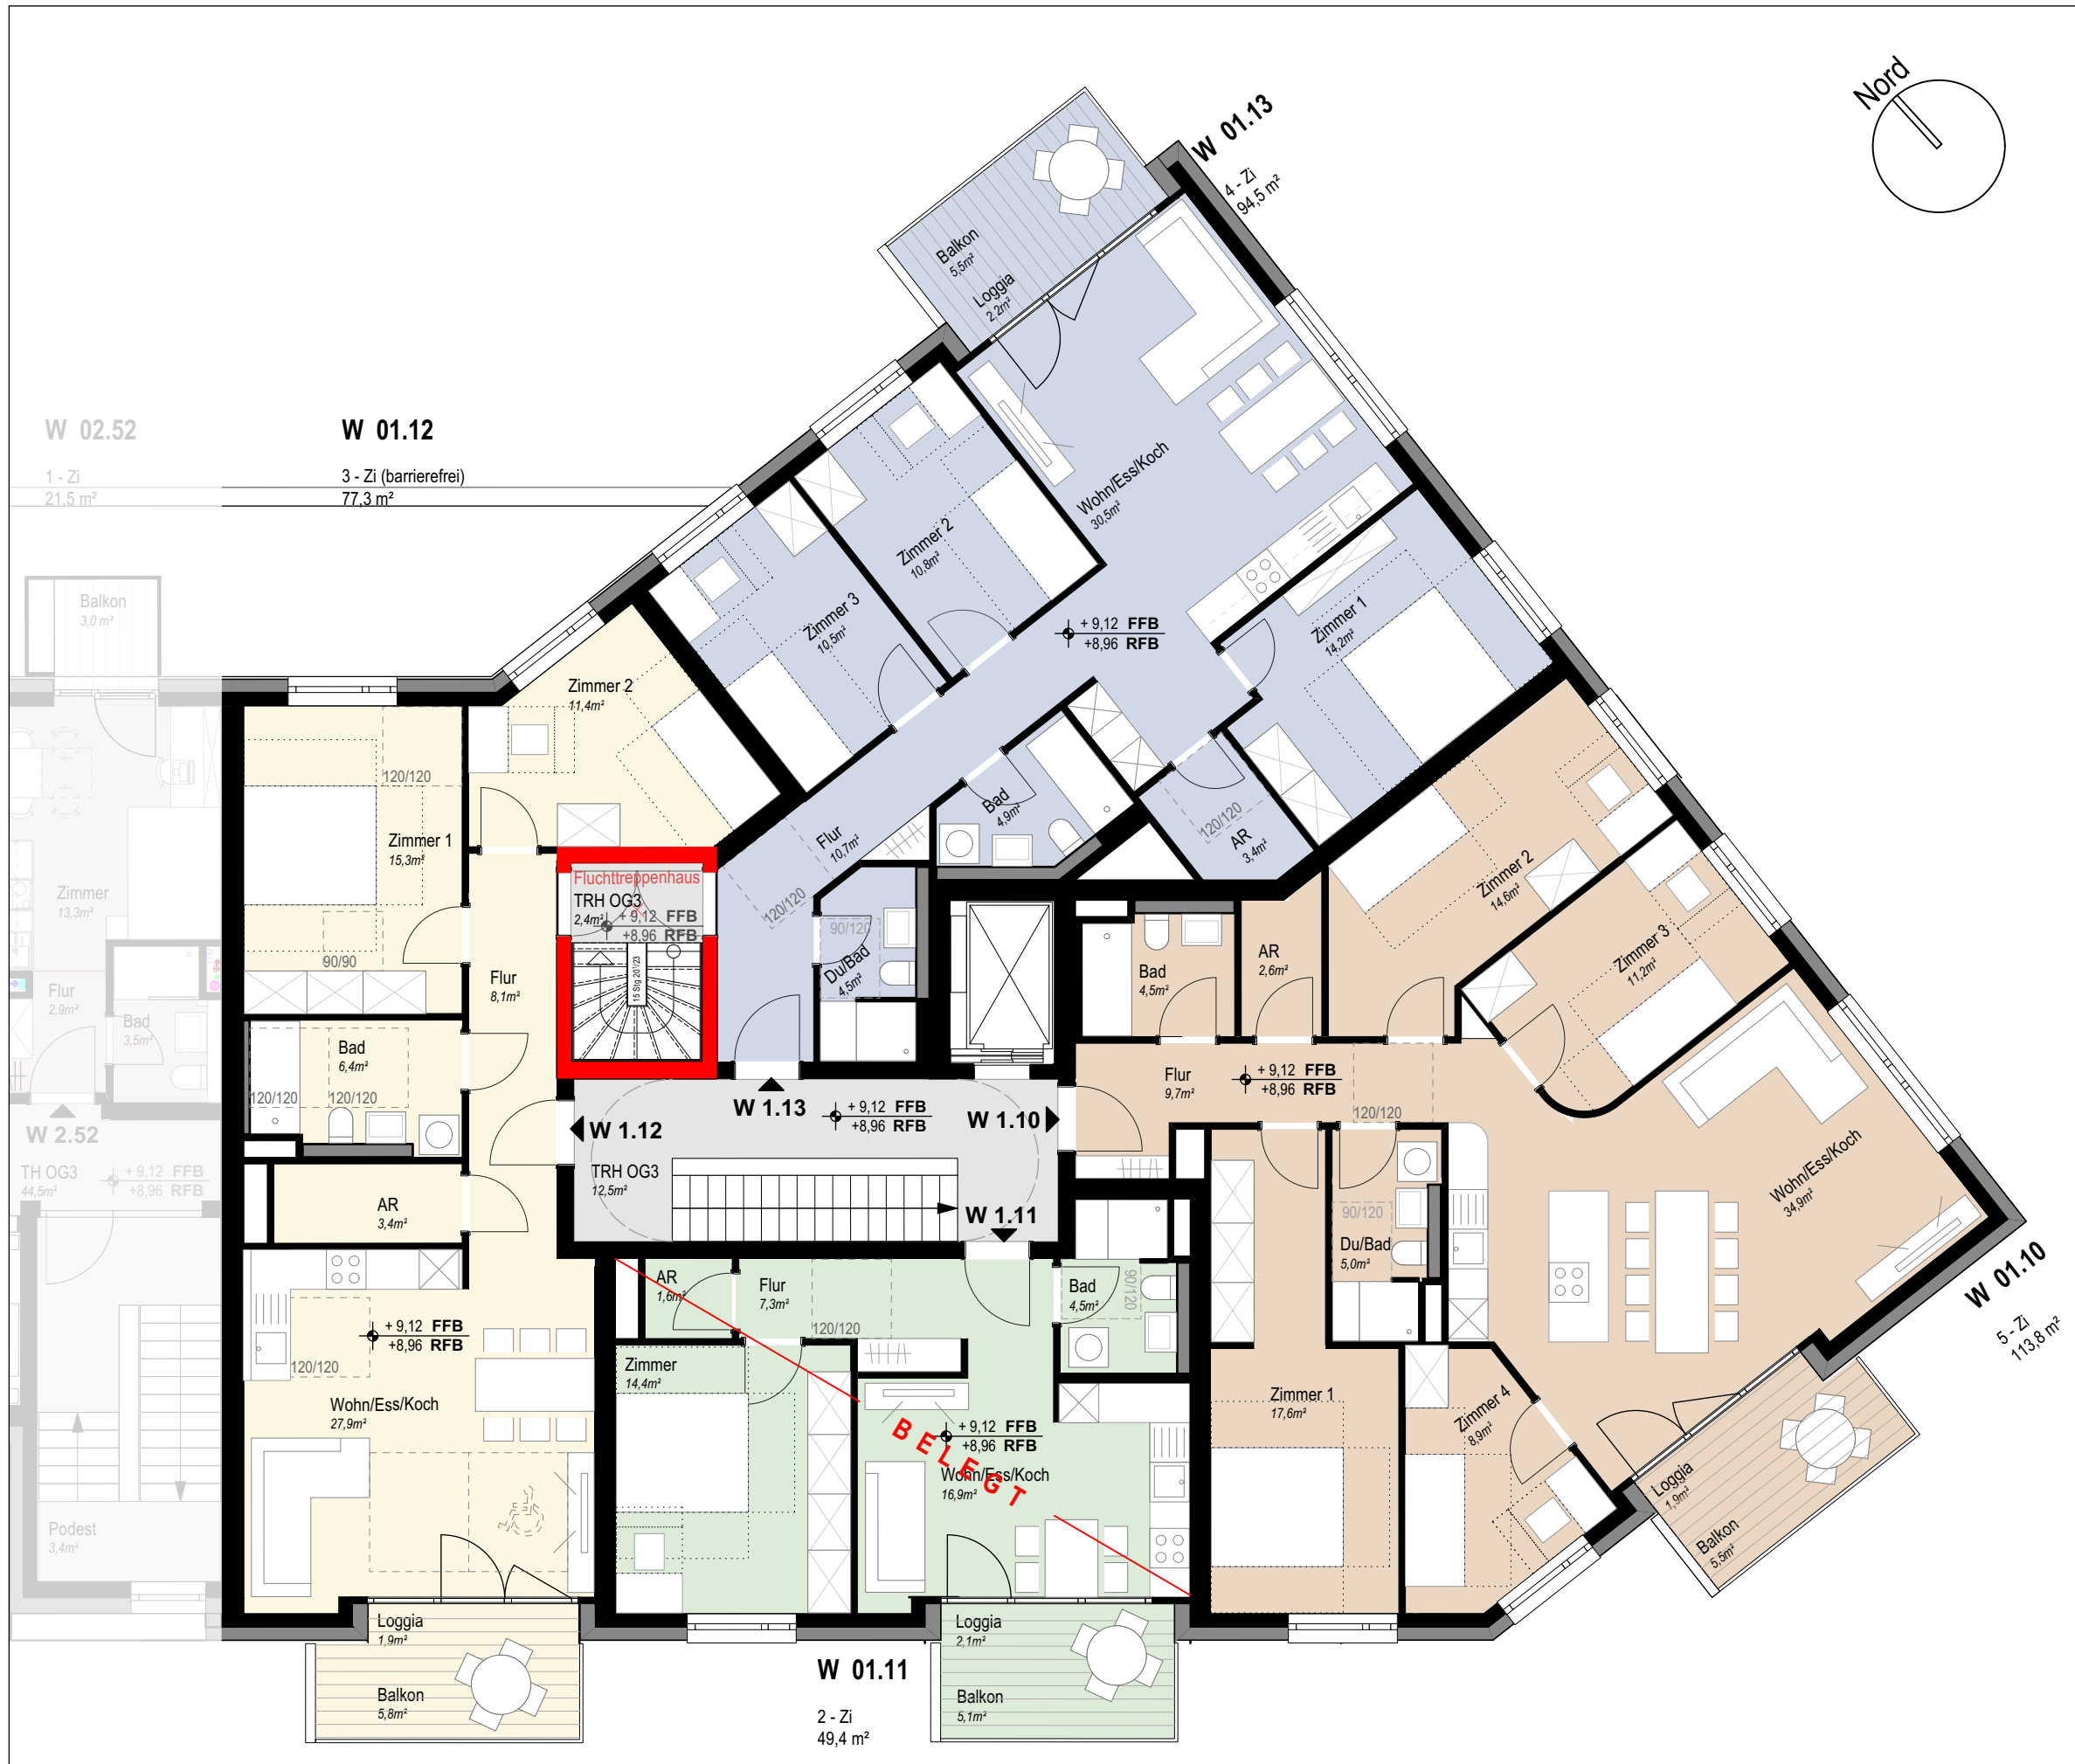 Nord
W 01.13
4 - Zi
94,5 m²
Balkon
5,5m²
Loggia
2,2m²
Wohn/Ess/Koch
30,5m²
W 02.52
1 - Zi
21,5 m²
W 01.12
3 - Zi (barrierefrei)
77,3 m²
Zimmer 2
10,8m²
Zimmer 3
10,5m²
Zimmer 1
14,2m²
+ 9,12 FFB
+8,96 RFB
Balkon
3,0 m²
Zimmer 2
11,4m²
120/120
Zimmer 1
15,3m²
90/90
Bad
4,9m²
Flur
10,7m²
120/120
120/120
AR
3,4m²
Fluchttreppenhaus
TRH OG3
2,4m²
+ 9,12 FFB
+8,96 RFB
15 Stg 20¹/23
90/120
Du/Bad
4,5m²
Zimmer
13,3m²
Flur
2,9m²
Bad
3,5m²
Flur
8,1m²
Bad
6,4m²
120/120
120/120
Zimmer 2
14,6m²
Zimmer 3
11,2m²
Bad
4,5m²
AR
2,6m²
Flur
9,7m²
+ 9,12 FFB
+8,96 RFB
120/120
W 1.13
+ 9,12 FFB
+8,96 RFB
W 1.10
W 1.12
TRH OG3
12,5m²
W 1.11
W 2.52
TH OG3
44,5m²
+ 9,12 FFB
+8,96 RFB
AR
3,4m²
Wohn/Ess/Koch
34,9m²
90/120
Du/Bad
5,0m²
W 01.10
5 - Zi
113,8 m²
AR
1,6m²
Flur
7,3m²
120/120
Bad
4,5m²
90/120
+ 9,12 FFB
+8,96 RFB
120/120
Wohn/Ess/Koch
27,9m²
Zimmer
14,4m²
BELEGT
+ 9,12 FFB
+8,96 RFB
Wohn/Ess/Koch
16,9m²
Zimmer 1
17,6m²
Zimmer 4
8,9m²
Loggia
1,9m²
Balkon
5,5m²
Podest
3,4m²
Loggia
1,9m²
Balkon
5,8m²
Loggia
2,1m²
Balkon
5,1m²
W 01.11
2 - Zi
49,4 m²